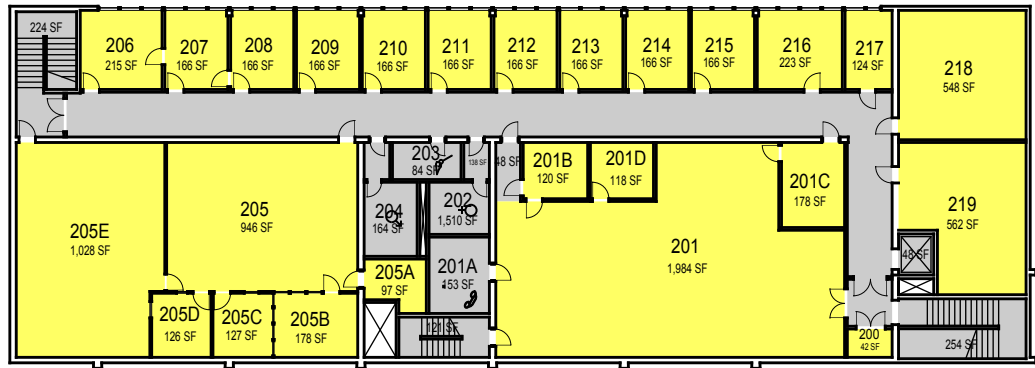 224 SF
206
215 SF
207
166 SF
208
166 SF
209
166 SF
210
166 SF
211
166 SF
212
166 SF
213
166 SF
214
166 SF
215
166 SF
216
223 SF
217
124 SF
218
548 SF
203
84 SF
138 SF
48 SF
201B
120 SF
201D
118 SF
201C
178 SF
219
562 SF
205E
1,028 SF
205
946 SF
204
164 SF
202
1,510 SF
201
1,984 SF
48 SF
205A
97 SF
201A
153 SF
205D
126 SF
205C
127 SF
205B
178 SF
121 SF
200
42 SF
254 SF